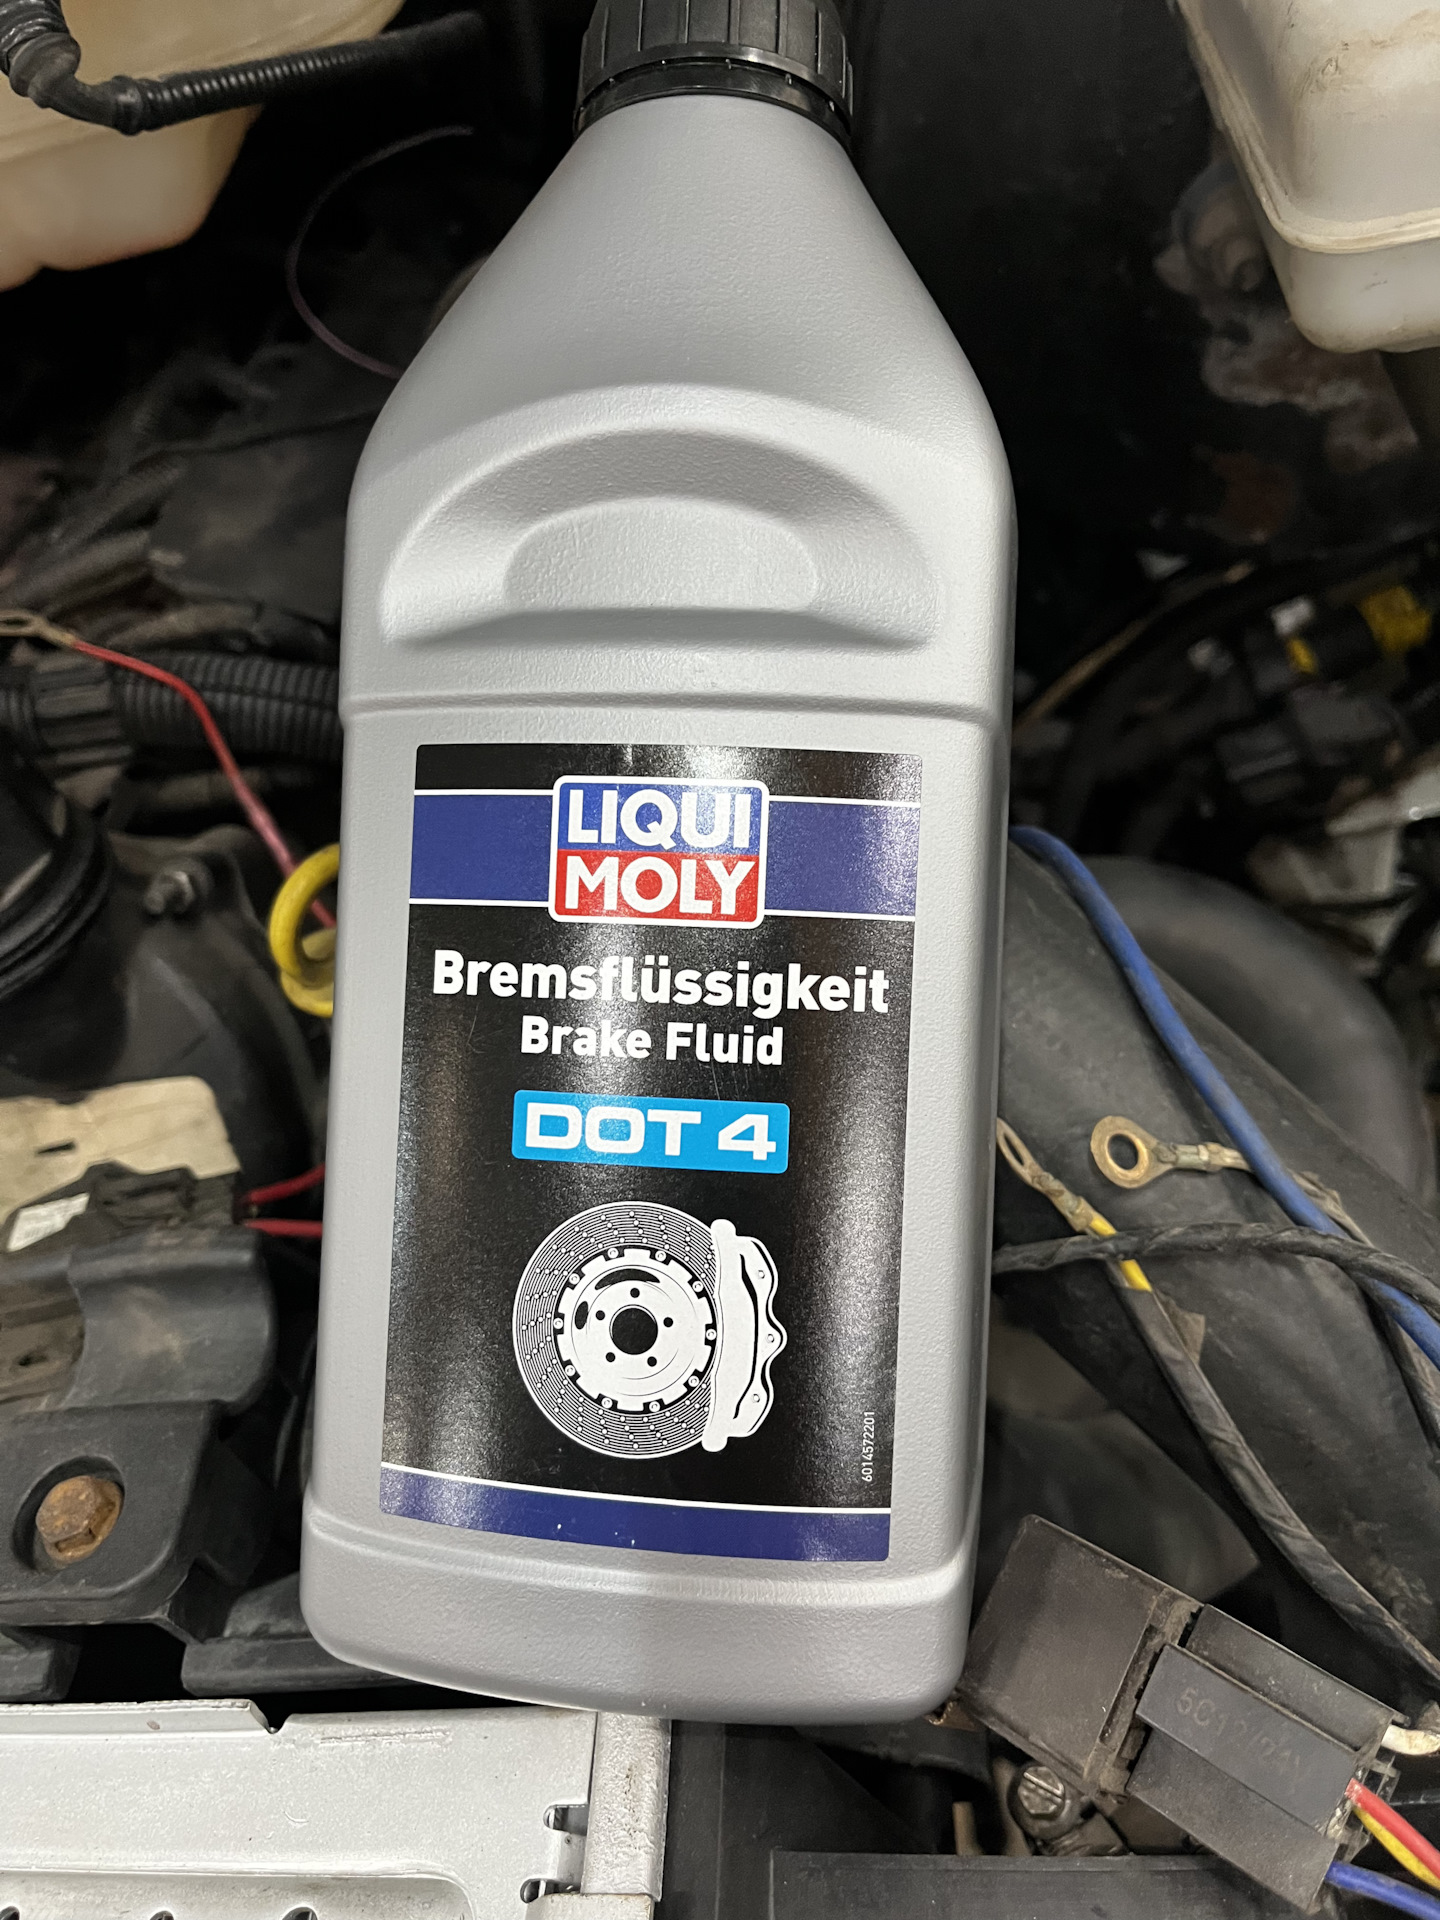 LIQUI
MOLY
Bremsflüssigkeit
Brake Fluid
DOT 4
6014572201